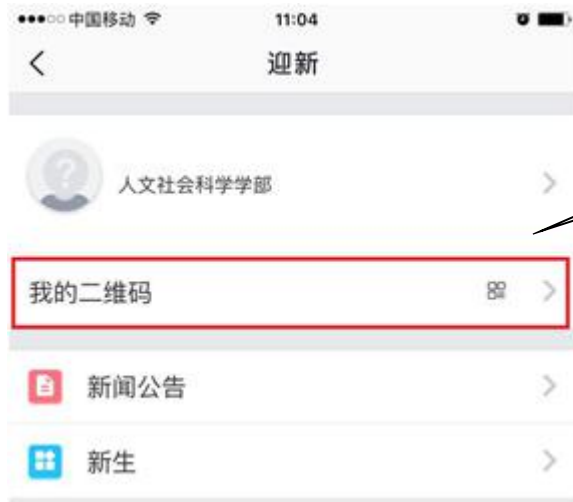 中国移动 11:04
迎新
人文社会科学学部
我的二维码
新闻公告
新生